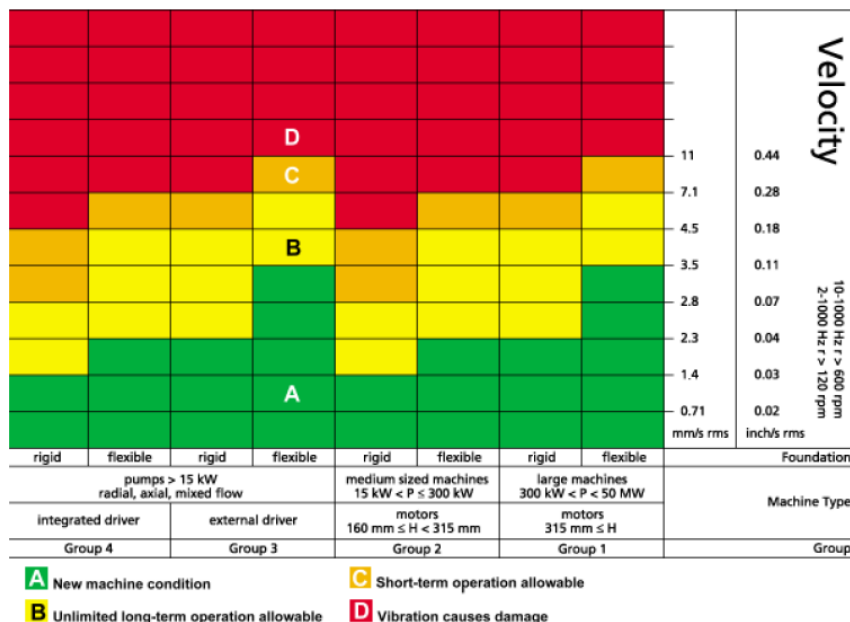 Velocity
10-1000 Hz r > 600 rpm
2-1000 Hz r > 120 rpm
D
C
B
A
11 0.44
7.1 0.28
4.5 0.18
3.5 0.11
2.8 0.07
2.3 0.04
1.4 0.03
0.71 0.02
mm/s rms inch/s rms
rigid flexible rigid flexible rigid flexible rigid flexible Foundation
pumps > 15 kW
radial, axial, mixed flow
medium sized machines
15 kW < P ≤ 300 kW
large machines
300 kW < P < 50 MW
Machine Type
integrated driver external driver
motors
160 mm ≤ H < 315 mm
motors
315 mm ≤ H
Group 4 Group 3 Group 2 Group 1 Group
A New machine condition
C Short-term operation allowable
B Unlimited long-term operation allowable
D Vibration causes damage